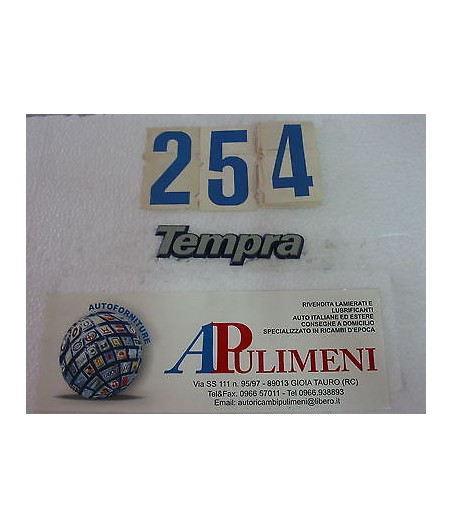 254
Tempra
AUTOFORNITURE
RIVENDITA LAMIERATI E
LUBRIFICANTI
AUTO ITALIANE ED ESTERE
CONSEGNE A DOMICILIO
SPECIALIZZATO IN RICAMBI D'EPOCA
APULIMENI
Via SS 111 n. 95/97 - 89013 GIOIA TAURO (RC)
Tel&Fax. 0966 57011 - Tel 0966.938893
Email: autoricambipulimeni@libero.it